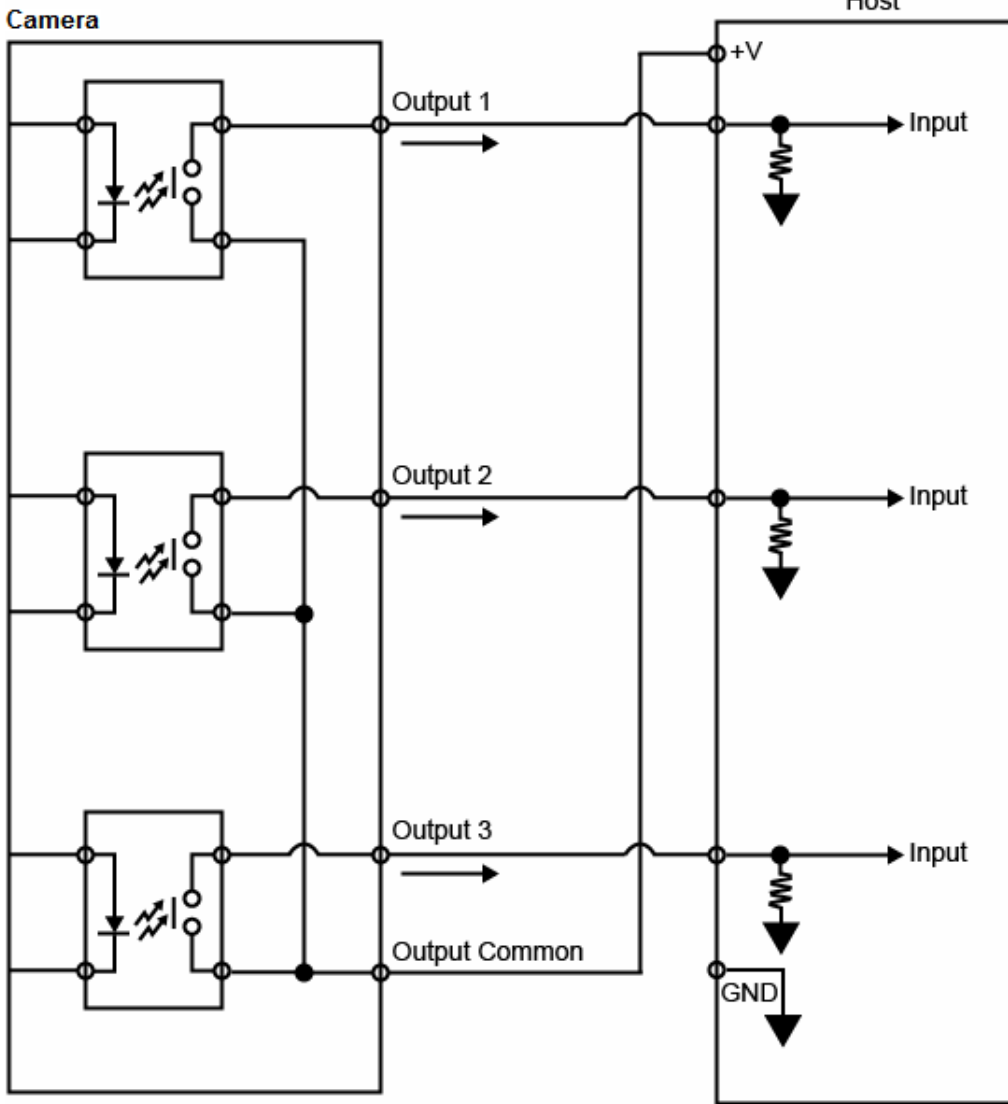 Camera
Host
+V
Output 1
Input
Output 2
Input
Output 3
Input
Output Common
GND